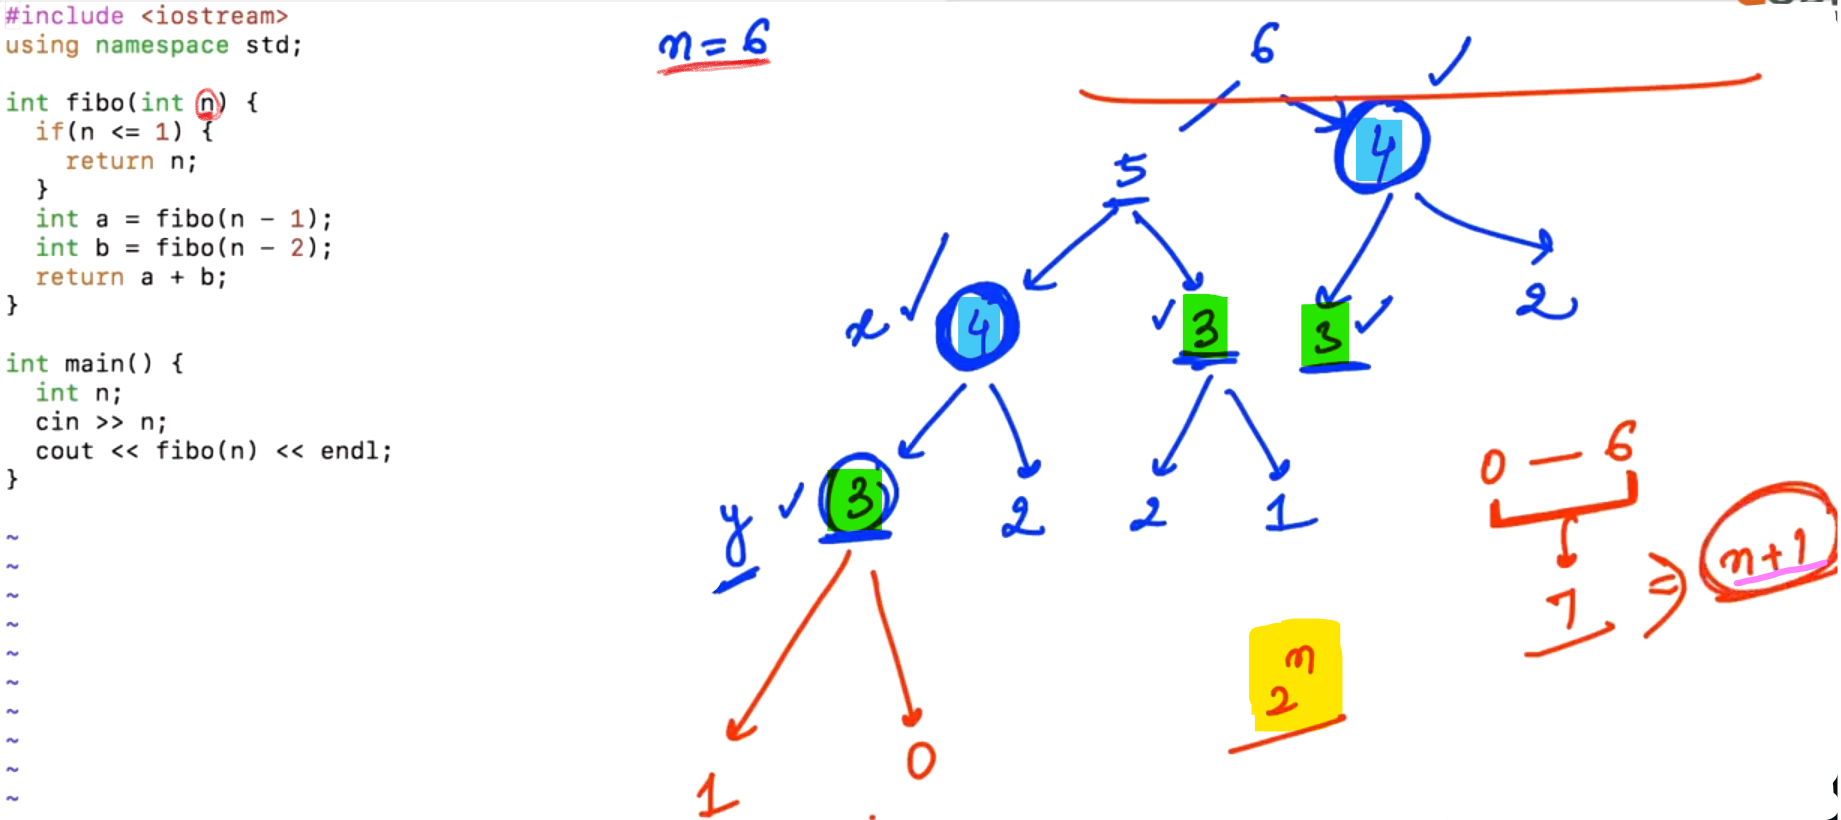 #include <iostream>
using namespace std;
int fibo(int n) {
if(n <= 1) {
return n;
}
int a = fibo(n - 1);
int b = fibo(n - 2);
return a + b;
}
int main() {
int n;
cin >> n;
cout << fibo(n) << endl;
}
~
~
~
~
~
~
~
~
~
~
n = 6
6
4
5
x 4 3 3 2
y 3 2 2 1
1 0
0 — 6
7 ⇒ n+1
2^n